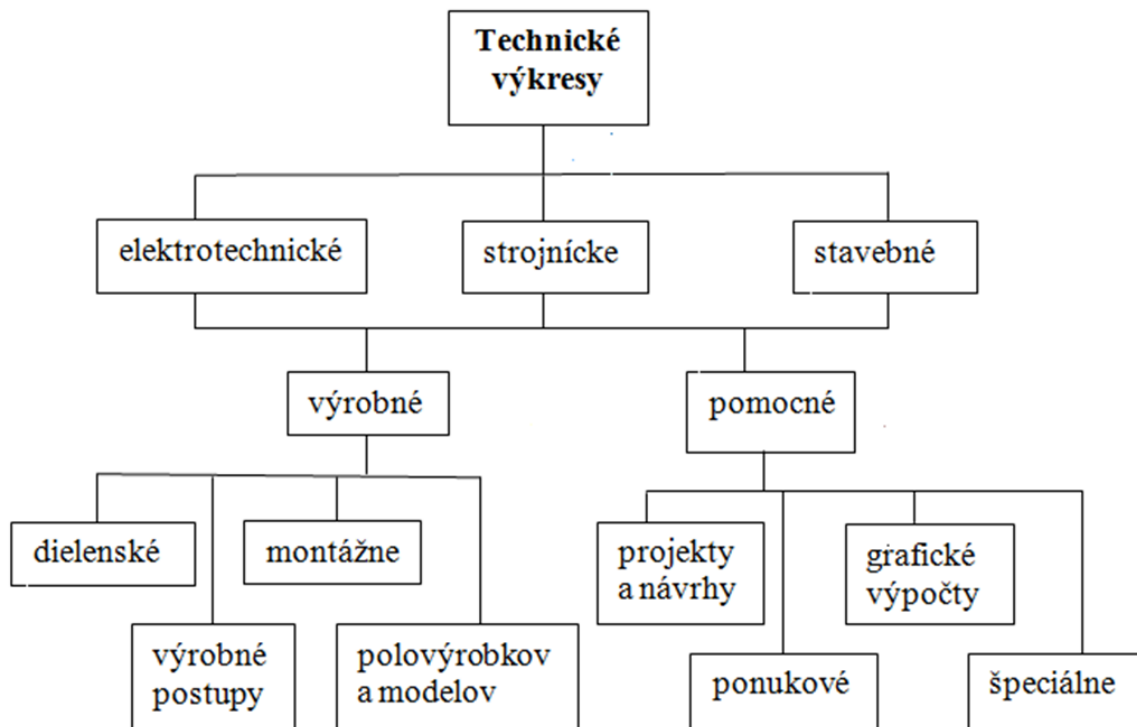 Technické
výkresy
elektrotechnické
strojnícke
stavebné
výrobné
pomocné
dielenské
montážne
projekty
a návrhy
grafické
výpočty
výrobné
postupy
polovýrobkov
a modelov
ponukové
špeciálne